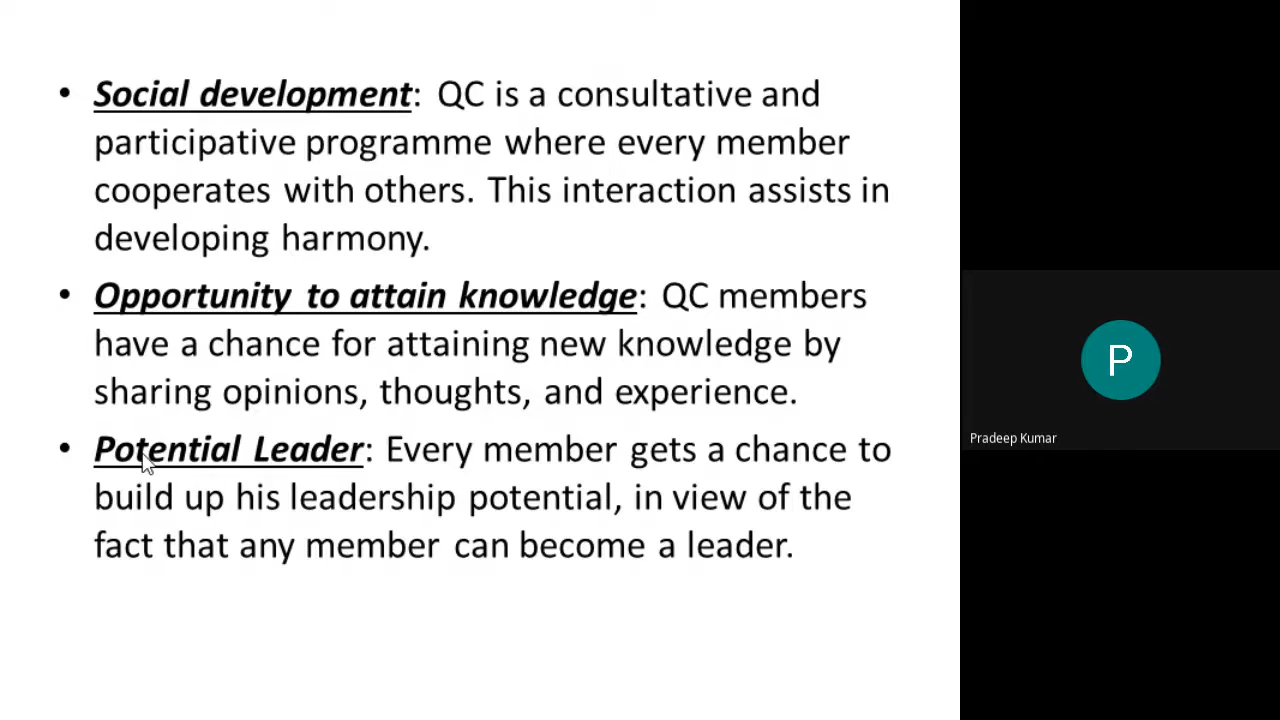 • Social development: QC is a consultative and
participative programme where every member
cooperates with others. This interaction assists in
developing harmony.
• Opportunity to attain knowledge: QC members
have a chance for attaining new knowledge by
sharing opinions, thoughts, and experience.
• Potential Leader: Every member gets a chance to
build up his leadership potential, in view of the
fact that any member can become a leader.
P
Pradeep Kumar